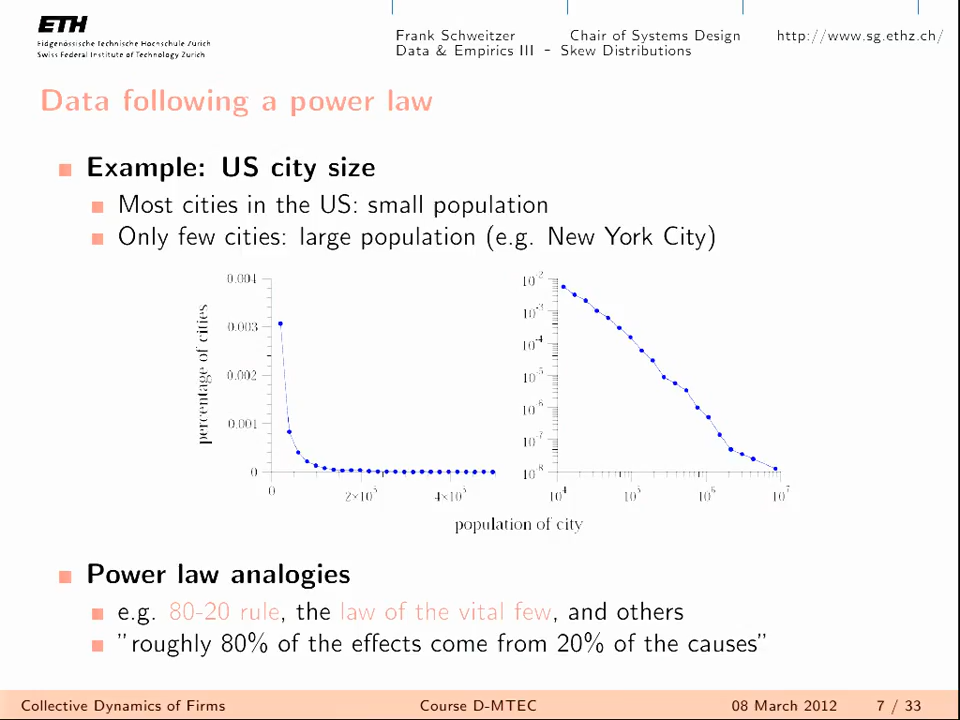 ETH
Eidgenössische Technische Hochschule Zürich
Swiss Federal Institute of Technology Zurich
Frank Schweitzer Chair of Systems Design http://www.sg.ethz.ch/
Data & Empirics III - Skew Distributions
Data following a power law
Example: US city size
Most cities in the US: small population
Only few cities: large population (e.g. New York City)
percentage of cities
0.004
0.003
0.002
0.001
0
0 2×10⁵ 4×10⁵
10⁻²
10⁻³
10⁻⁴
10⁻⁵
10⁻⁶
10⁻⁷
10⁻⁸
10⁴ 10⁵ 10⁶ 10⁷
population of city
Power law analogies
e.g. 80-20 rule, the law of the vital few, and others
"roughly 80% of the effects come from 20% of the causes"
Collective Dynamics of Firms Course D-MTEC 08 March 2012 7 / 33